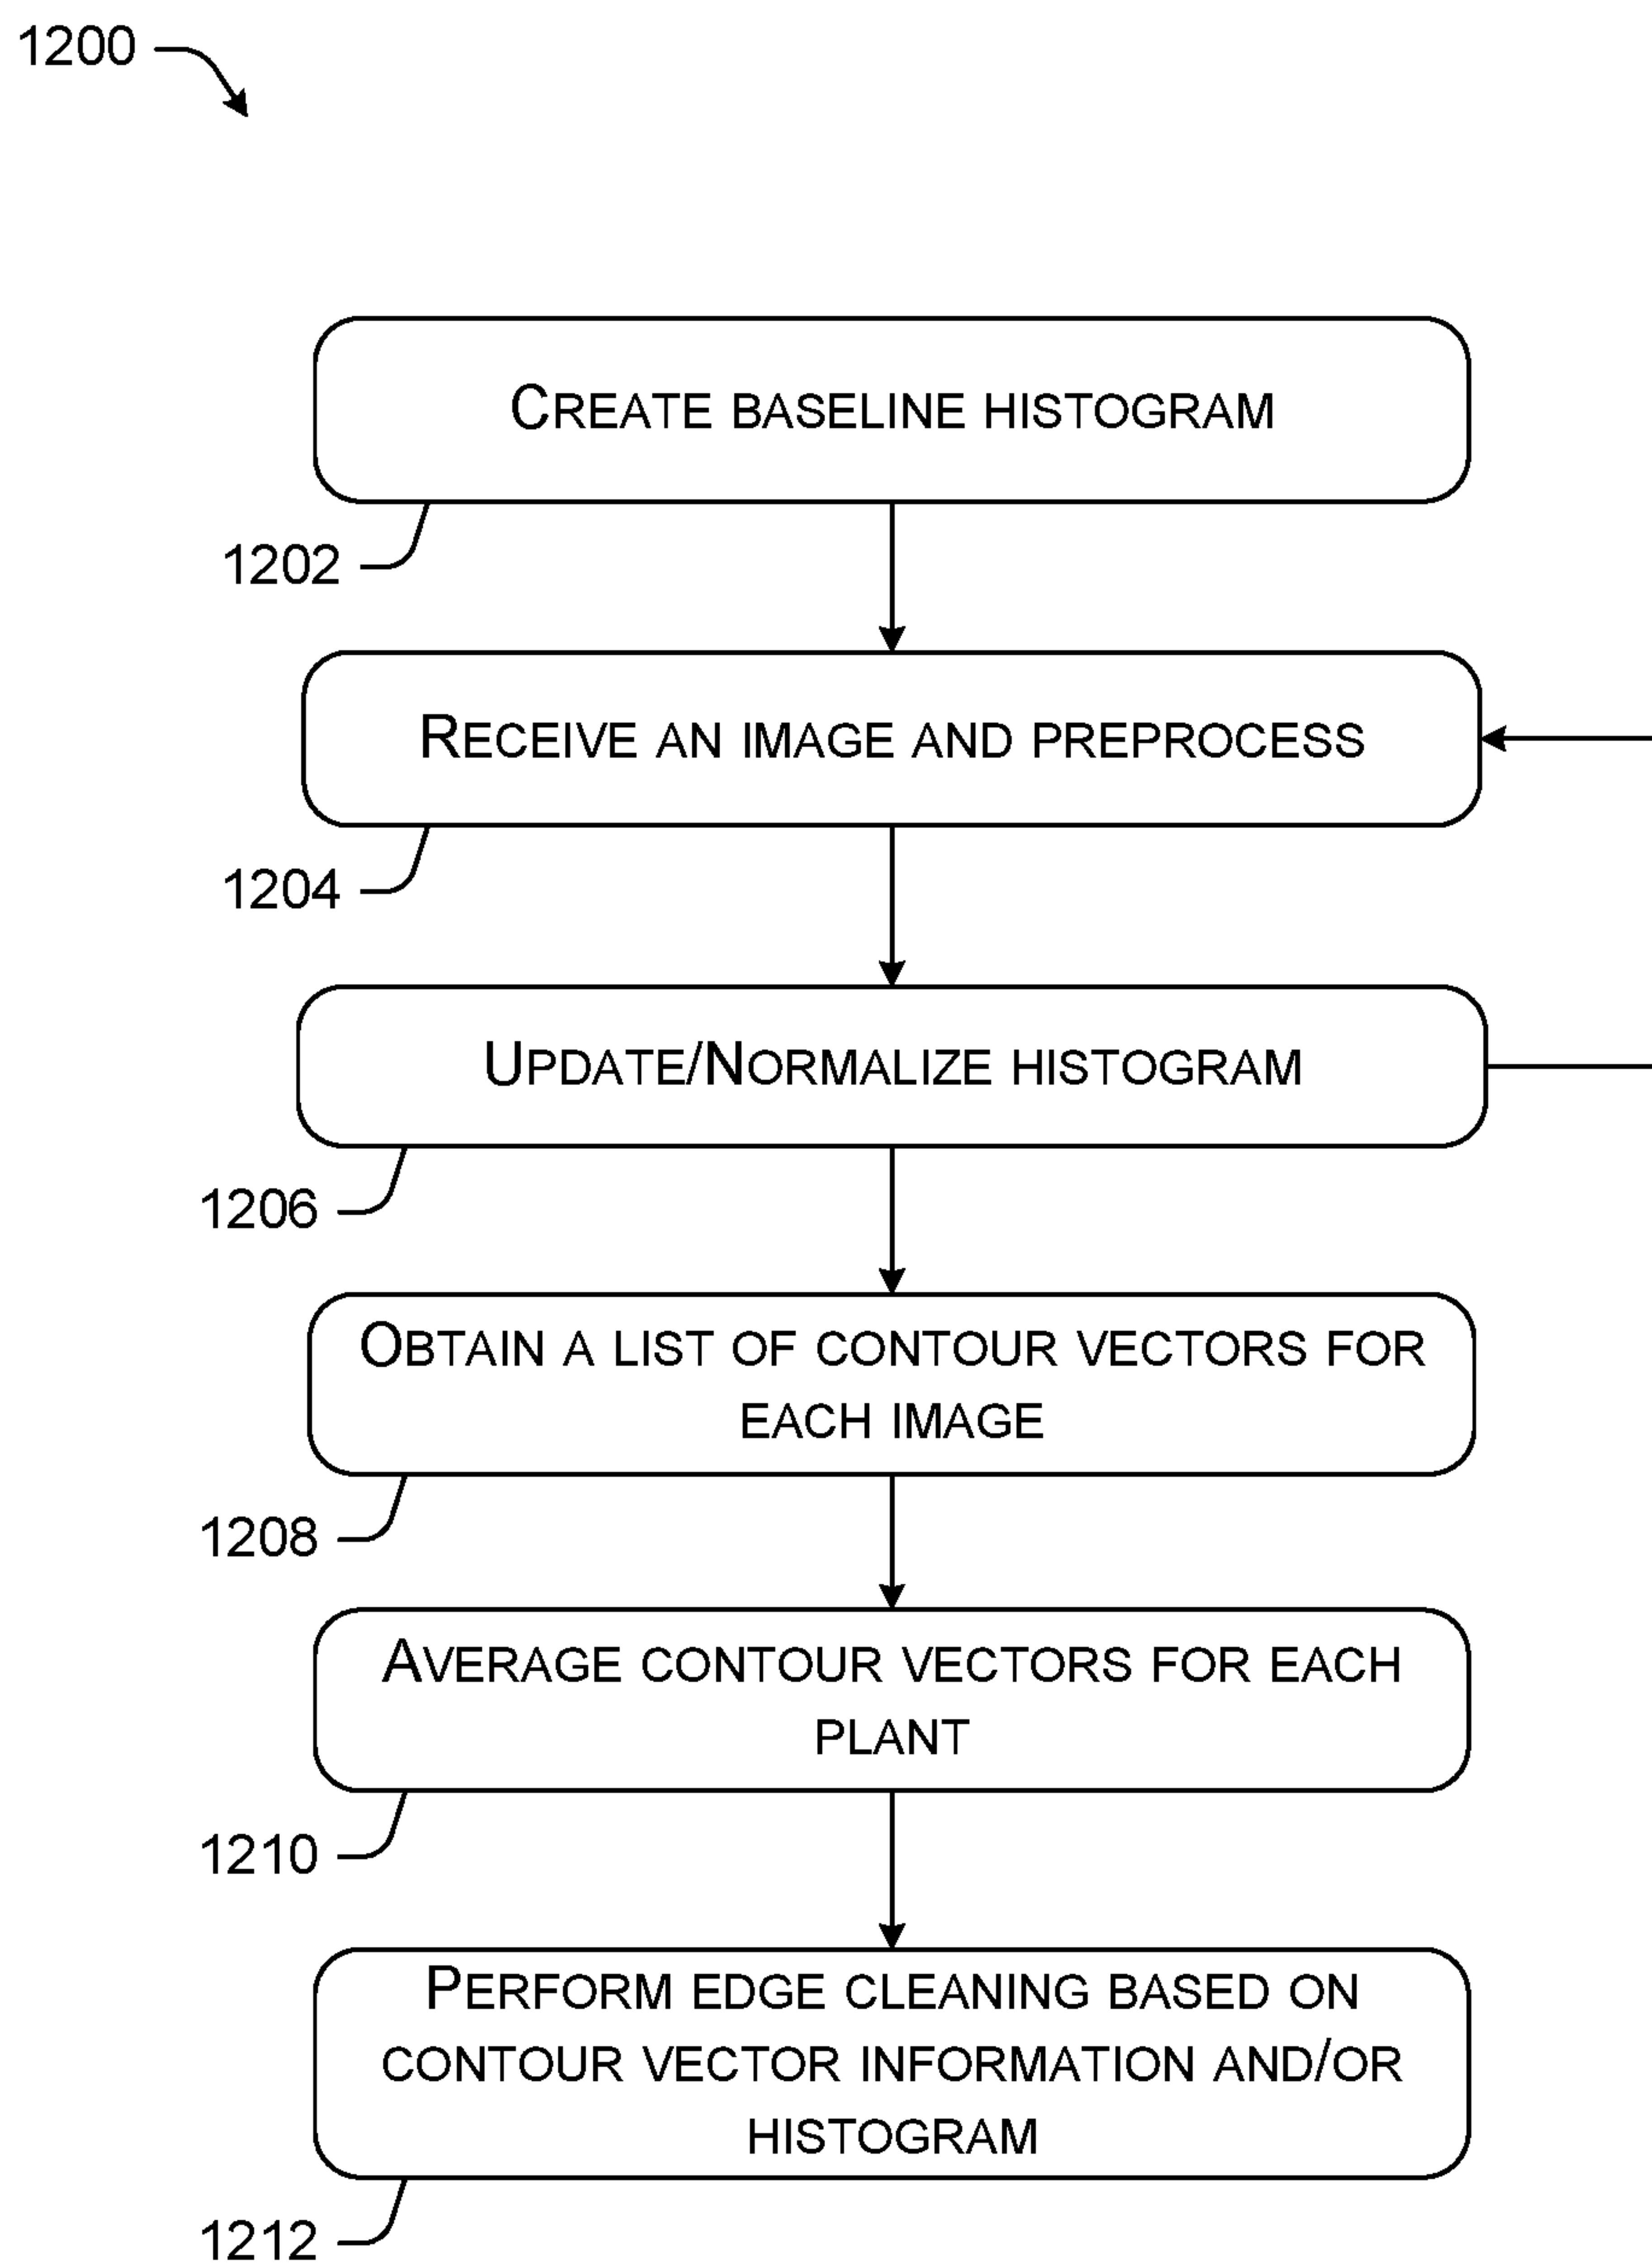 1200
CREATE BASELINE HISTOGRAM
1202
RECEIVE AN IMAGE AND PREPROCESS
1204
UPDATE/NORMALIZE HISTOGRAM
1206
OBTAIN A LIST OF CONTOUR VECTORS FOR
EACH IMAGE
1208
AVERAGE CONTOUR VECTORS FOR EACH
PLANT
1210
PERFORM EDGE CLEANING BASED ON
CONTOUR VECTOR INFORMATION AND/OR
HISTOGRAM
1212